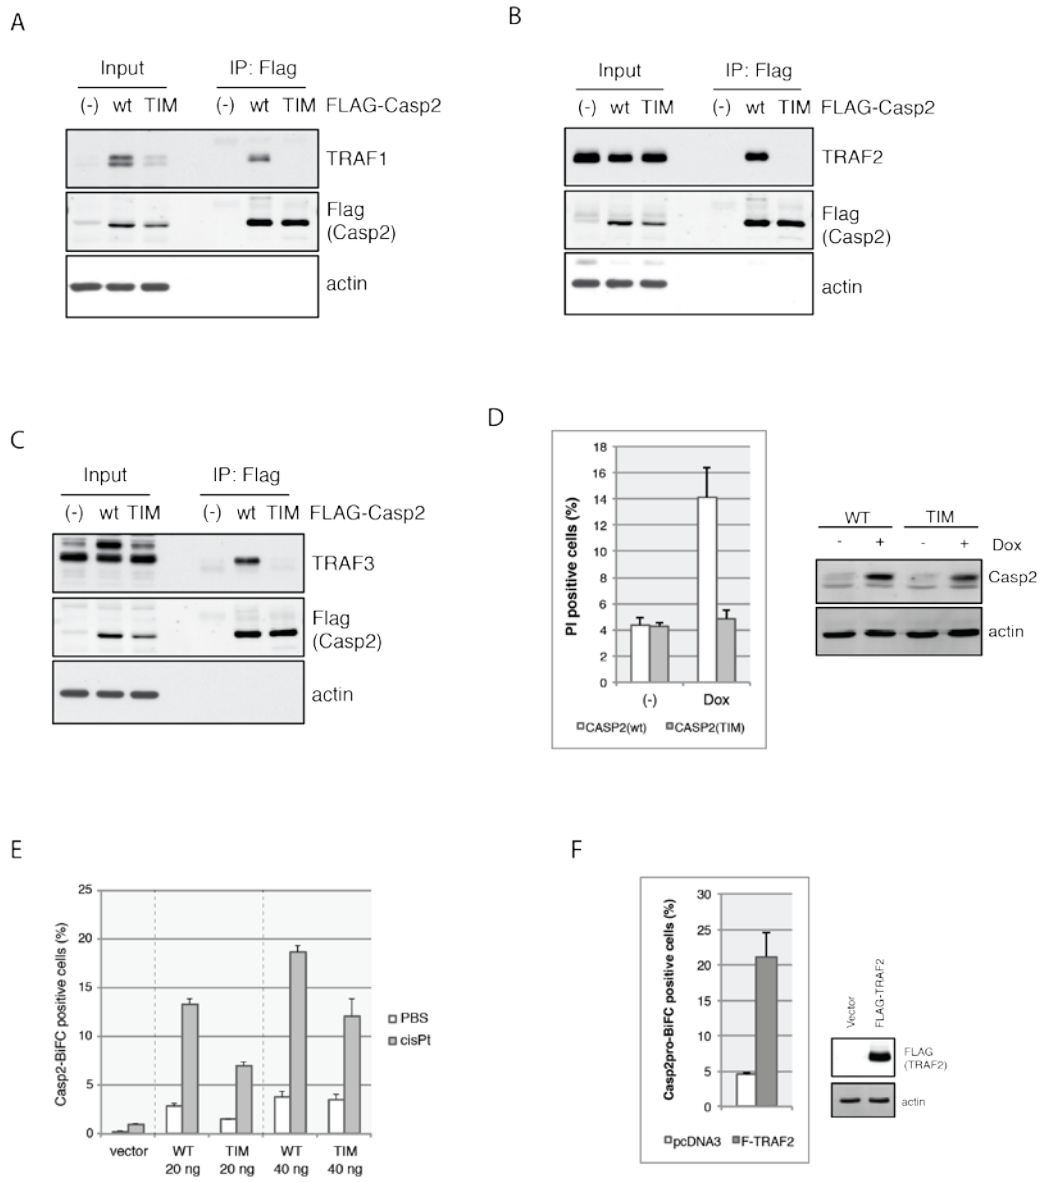 A
Input IP: Flag
(-) wt TIM (-) wt TIM FLAG-Casp2
TRAF1
Flag
(Casp2)
actin
B
Input IP: Flag
(-) wt TIM (-) wt TIM FLAG-Casp2
TRAF2
Flag
(Casp2)
actin
C
Input IP: Flag
(-) wt TIM (-) wt TIM FLAG-Casp2
TRAF3
Flag
(Casp2)
actin
D
PI positive cells (%)
18
16
14
12
10
8
6
4
2
0
(-) Dox
CASP2(wt) CASP2(TIM)
WT TIM
- + - + Dox
Casp2
actin
E
Casp2-BiFC positive cells (%)
25
20
15
10
5
0
vector WT TIM WT TIM
20 ng 20 ng 40 ng 40 ng
PBS
cisPt
F
Casp2pro-BiFC positive cells (%)
30
25
20
15
10
5
0
pcDNA3 F-TRAF2
Vector
FLAG-TRAF2
FLAG
(TRAF2)
actin